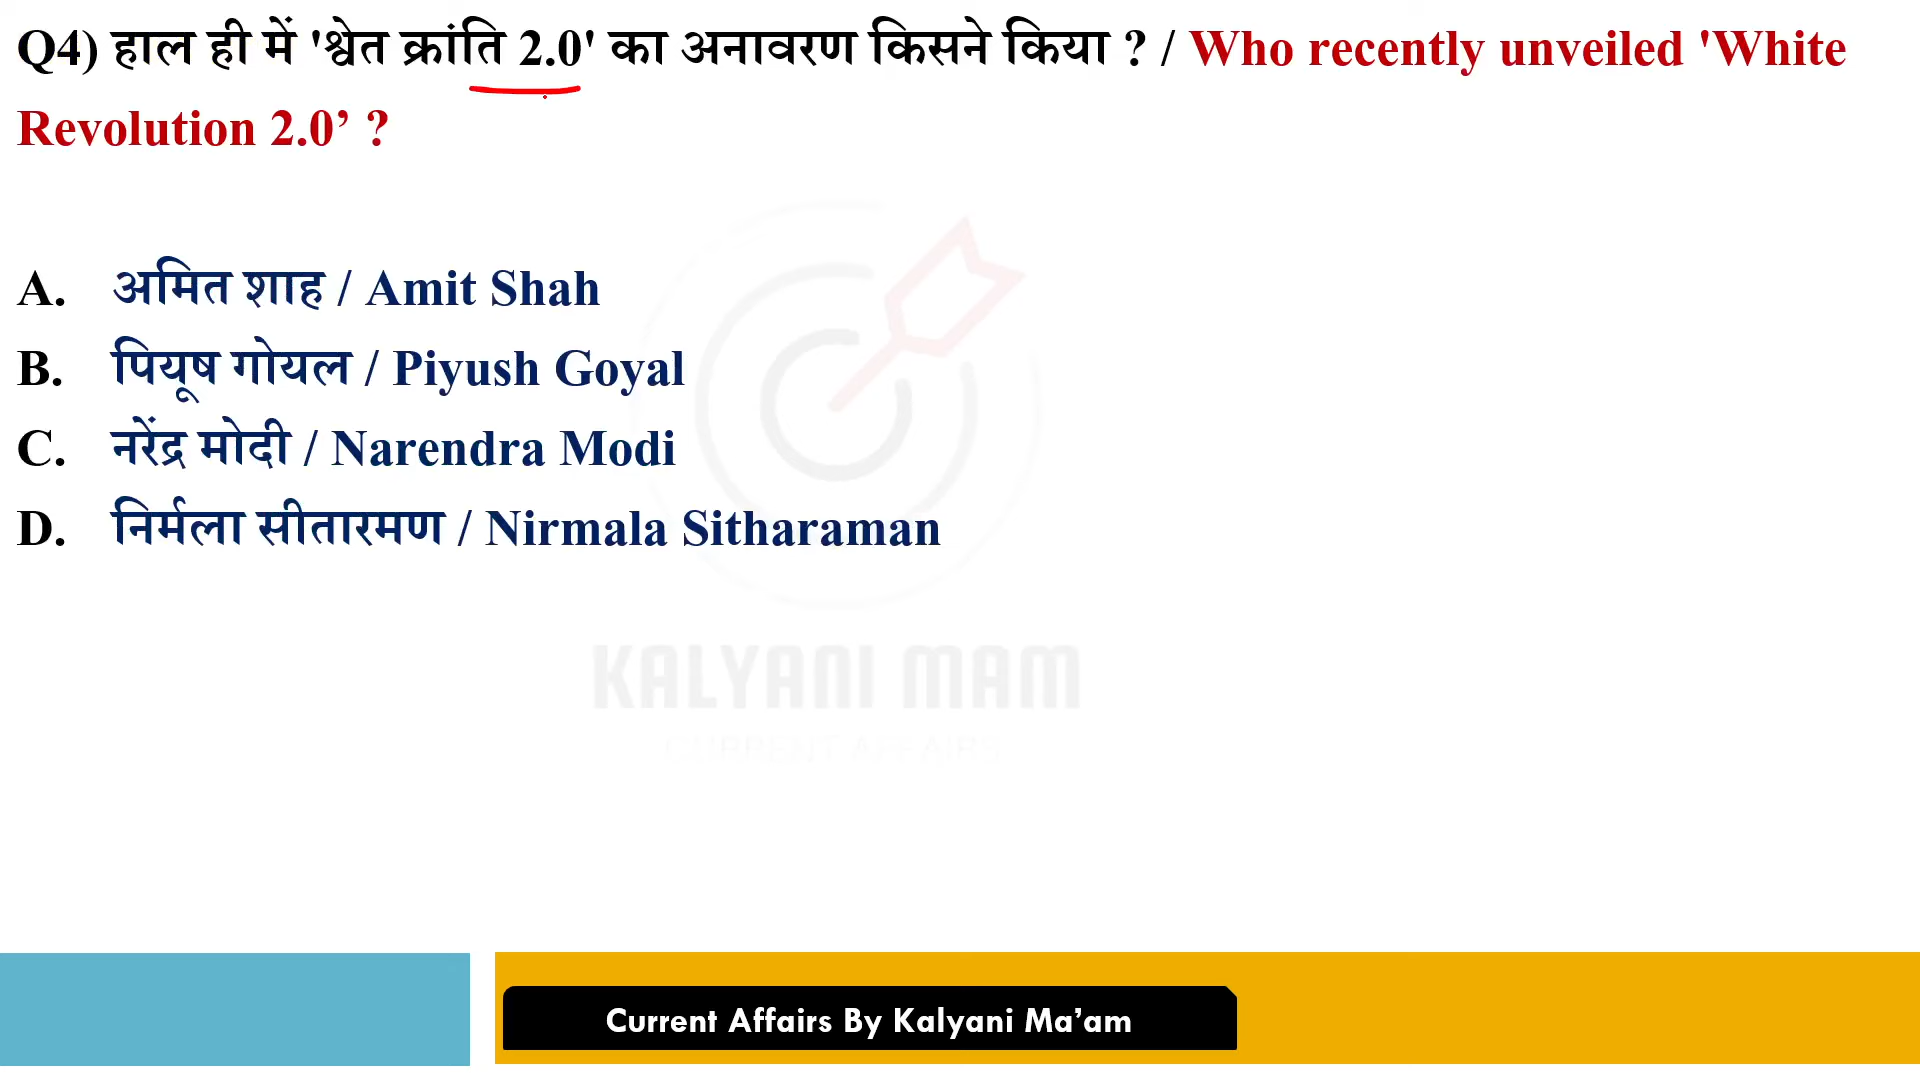 Q4) हाल ही में 'श्वेत क्रांति 2.0' का अनावरण किसने किया ? / Who recently unveiled 'White
Revolution 2.0’ ?
A. अमित शाह / Amit Shah
B. पियूष गोयल / Piyush Goyal
C. नरेंद्र मोदी / Narendra Modi
D. निर्मला सीतारमण / Nirmala Sitharaman
KALYANI MAM
CURRENT AFFAIRS
Current Affairs By Kalyani Ma’am